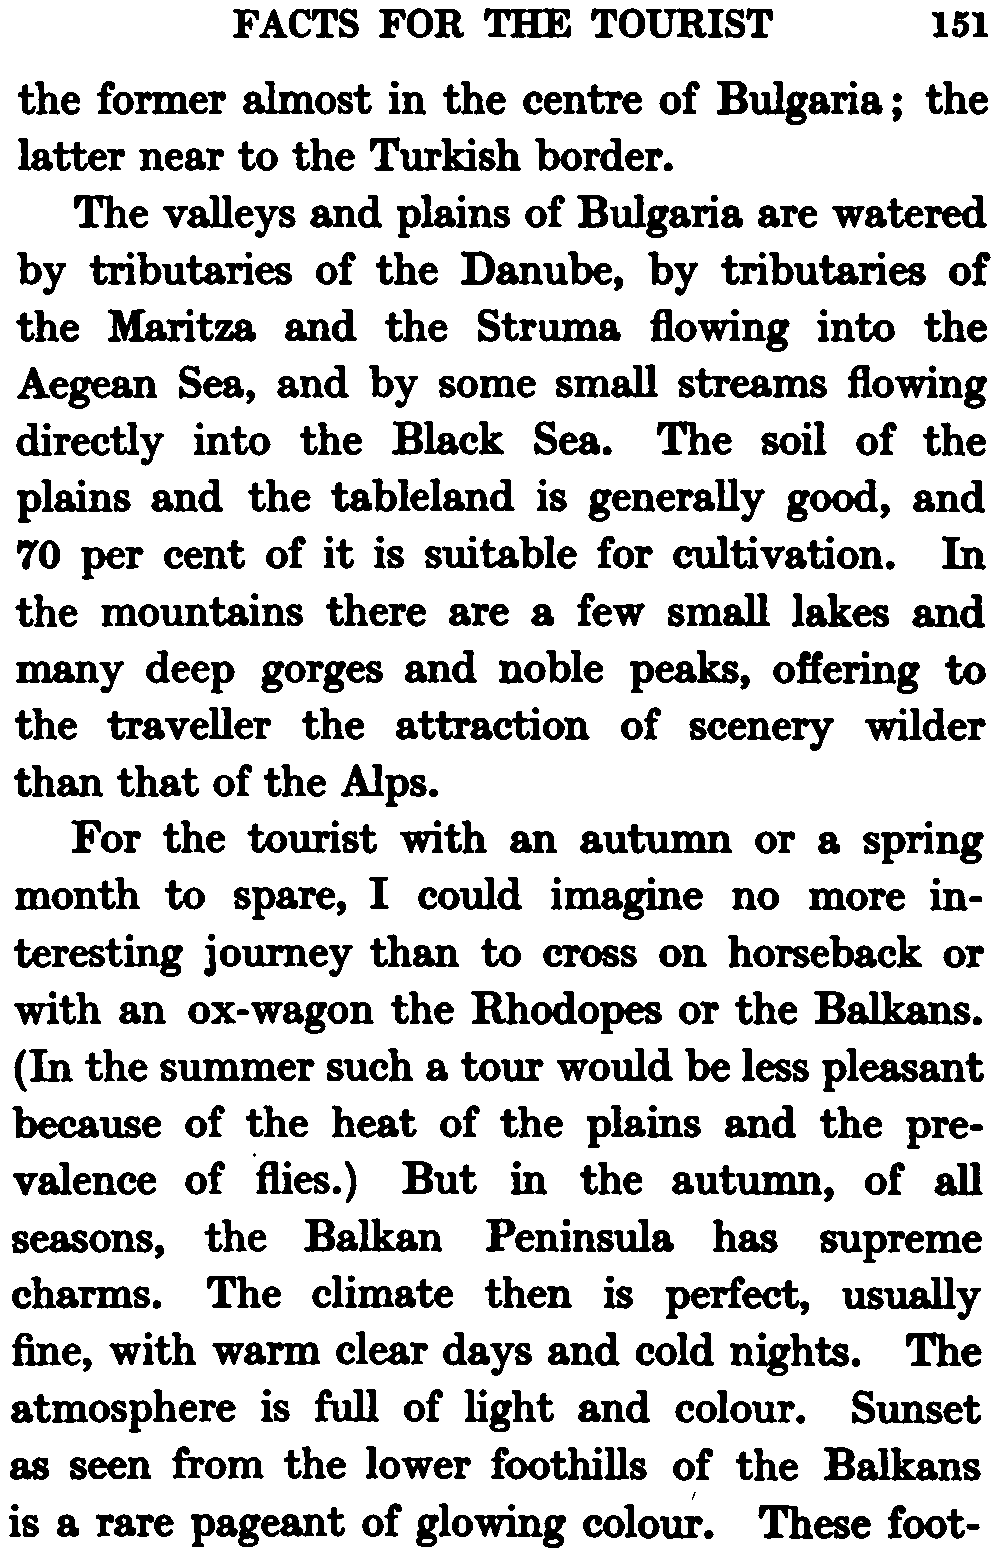 FACTS FOR THE TOURIST 151
the former almost in the centre of Bulgaria; the
latter near to the Turkish border.
The valleys and plains of Bulgaria are watered
by tributaries of the Danube, by tributaries of
the Maritza and the Struma flowing into the
Aegean Sea, and by some small streams flowing
directly into the Black Sea. The soil of the
plains and the tableland is generally good, and
70 per cent of it is suitable for cultivation. In
the mountains there are a few small lakes and
many deep gorges and noble peaks, offering to
the traveller the attraction of scenery wilder
than that of the Alps.
For the tourist with an autumn or a spring
month to spare, I could imagine no more in-
teresting journey than to cross on horseback or
with an ox-wagon the Rhodopes or the Balkans.
(In the summer such a tour would be less pleasant
because of the heat of the plains and the pre-
valence of flies.) But in the autumn, of all
seasons, the Balkan Peninsula has supreme
charms. The climate then is perfect, usually
fine, with warm clear days and cold nights. The
atmosphere is full of light and colour. Sunset
as seen from the lower foothills of the Balkans
is a rare pageant of glowing colour. These foot-